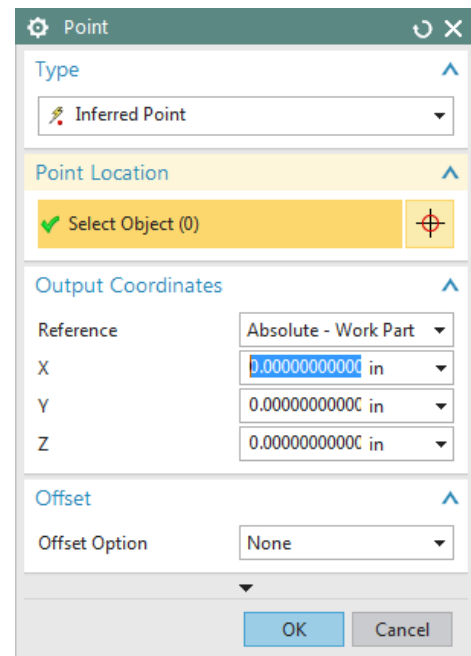 Point
Type
Inferred Point
Point Location
Select Object (0)
Output Coordinates
Reference Absolute - Work Part
X 0.00000000000 in
Y 0.00000000000 in
Z 0.00000000000 in
Offset
Offset Option None
OK Cancel